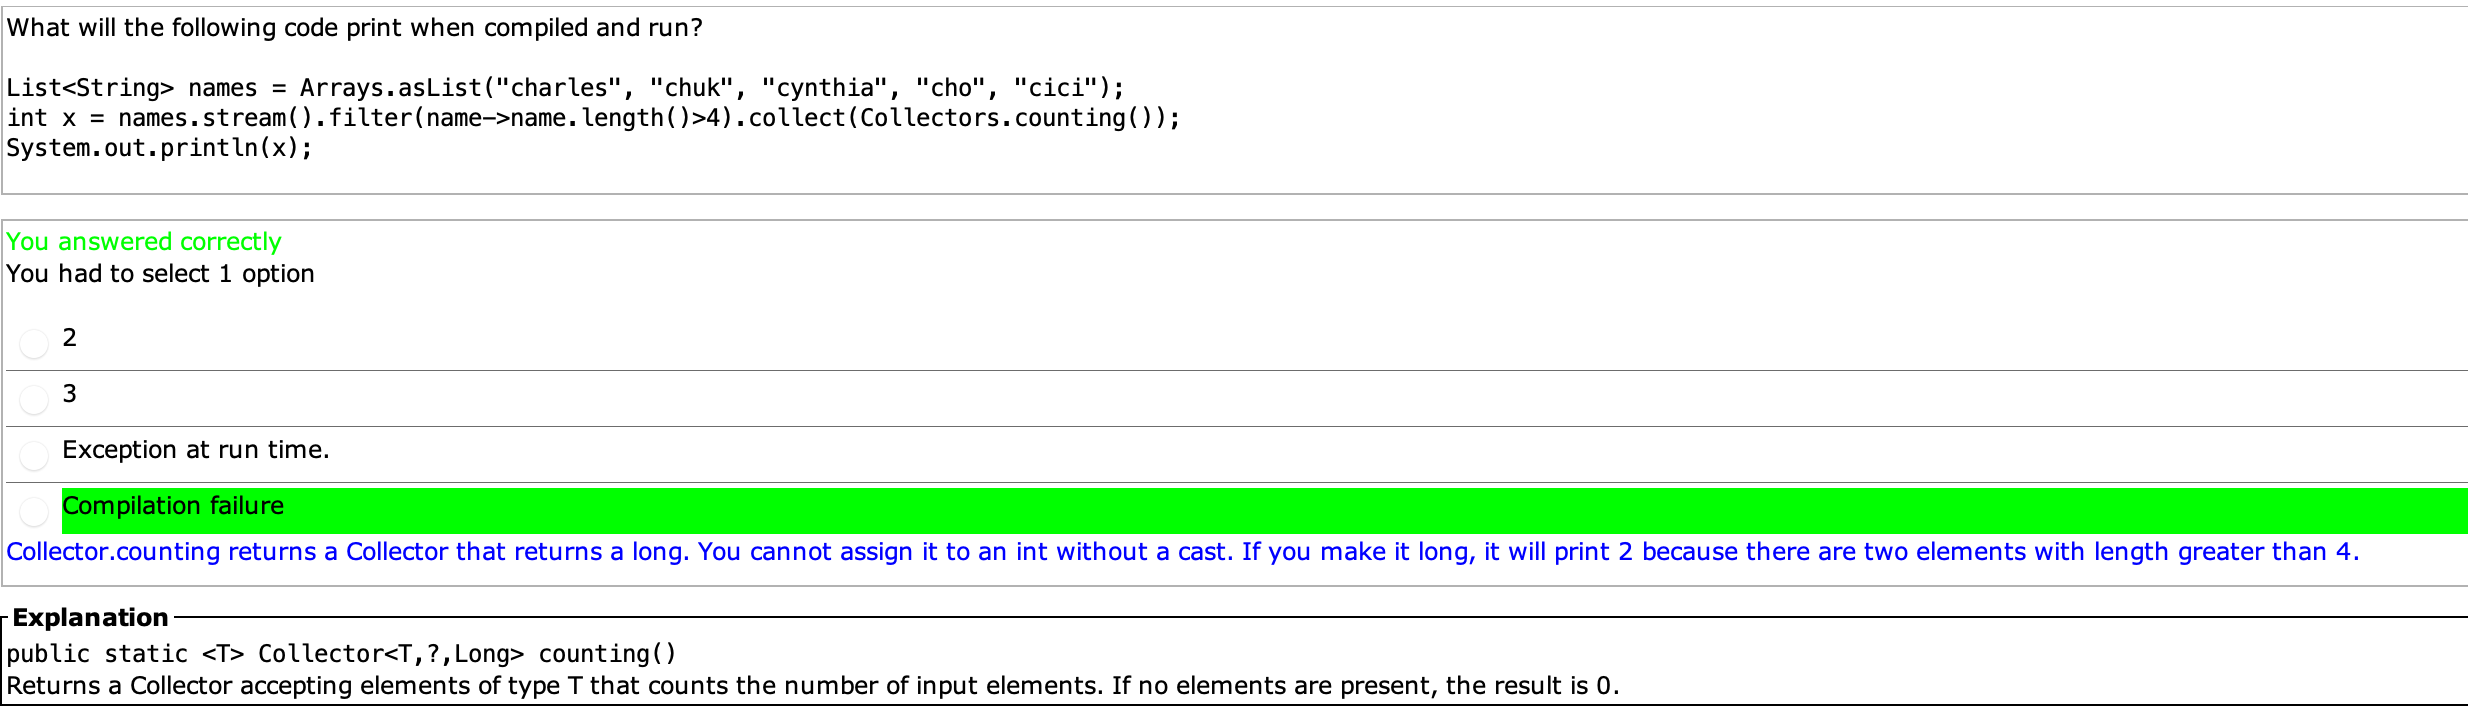 What will the following code print when compiled and run?
List<String> names = Arrays.asList("charles", "chuk", "cynthia", "cho", "cici");
int x = names.stream().filter(name->name.length()>4).collect(Collectors.counting());
System.out.println(x);
You answered correctly
You had to select 1 option
2
3
Exception at run time.
Compilation failure
Collector.counting returns a Collector that returns a long. You cannot assign it to an int without a cast. If you make it long, it will print 2 because there are two elements with length greater than 4.
Explanation
public static <T> Collector<T,?,Long> counting()
Returns a Collector accepting elements of type T that counts the number of input elements. If no elements are present, the result is 0.